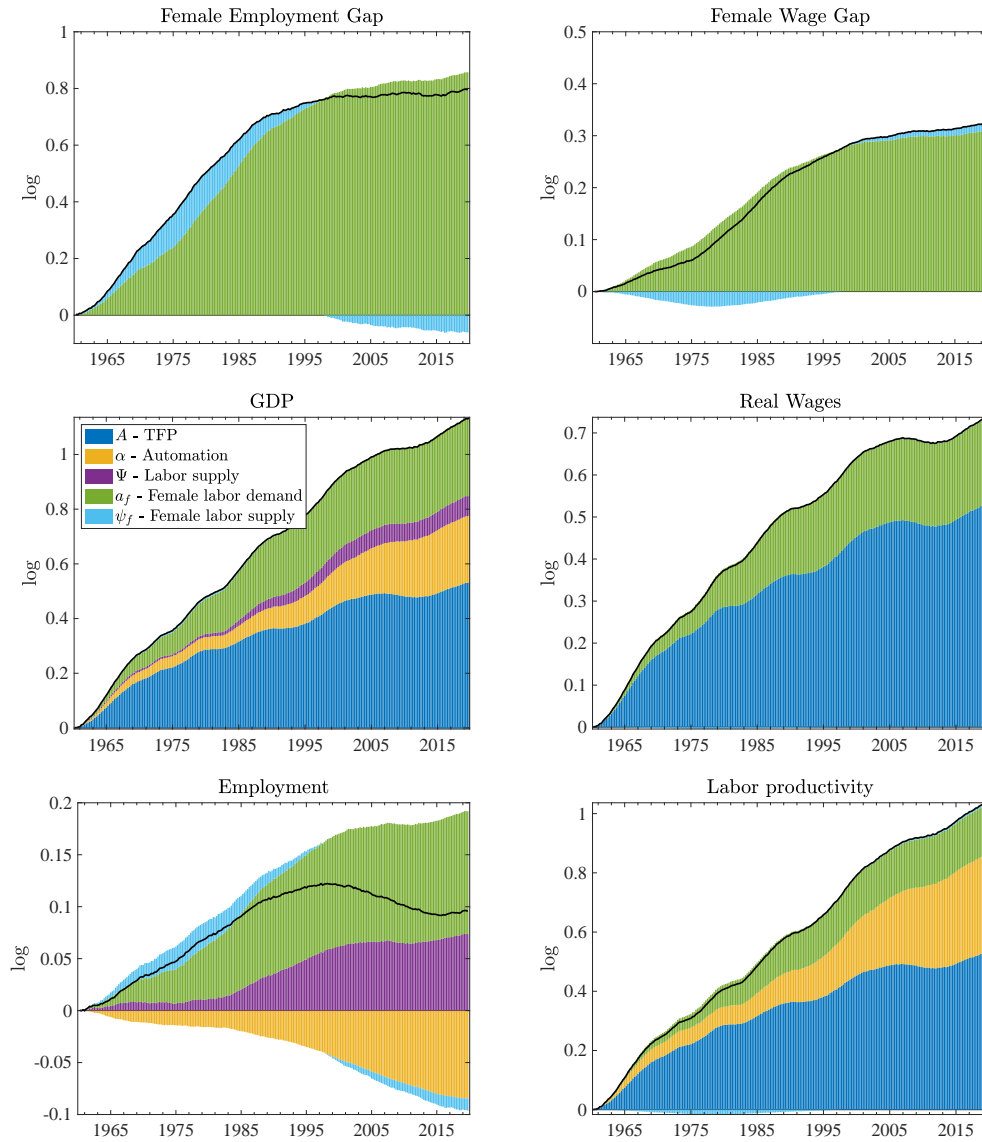 Female Employment Gap
1
0.8
0.6
0.4
0.2
0
log
1965 1975 1985 1995 2005 2015
Female Wage Gap
0.5
0.4
0.3
0.2
0.1
0
log
1965 1975 1985 1995 2005 2015
GDP
A - TFP
α - Automation
Ψ - Labor supply
a_f - Female labor demand
ψ_f - Female labor supply
1
0.8
0.6
0.4
0.2
0
log
1965 1975 1985 1995 2005 2015
Real Wages
0.7
0.6
0.5
0.4
0.3
0.2
0.1
0
log
1965 1975 1985 1995 2005 2015
Employment
0.2
0.15
0.1
0.05
0
-0.05
-0.1
log
1965 1975 1985 1995 2005 2015
Labor productivity
1
0.8
0.6
0.4
0.2
0
log
1965 1975 1985 1995 2005 2015